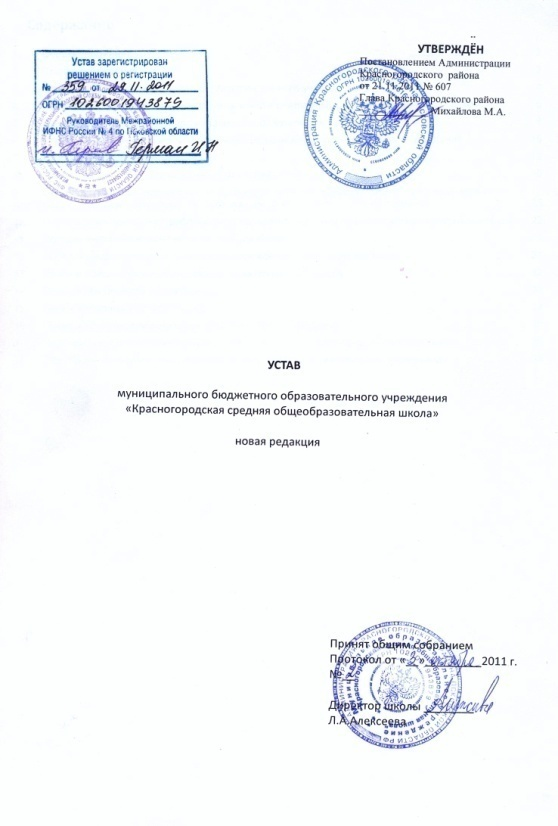 Устав зарегистрирован
решением о регистрации
№ 359 от 29.11.2011
ОГРН 1026001943879
Руководитель Межрайонной
ИФНС России № 4 по Псковской области
Герман И Н
УТВЕРЖДЁН
Постановлением Администрации
Красногородского района
от 21.11.2011 № 607
Глава Красногородского района
Михайлова М.А.
УСТАВ
муниципального бюджетного образовательного учреждения
«Красногородская средняя общеобразовательная школа»
новая редакция
Принят общим собранием
Протокол от « 2 » 2011 г.
№
Директор школы
Л.А.Алексеева